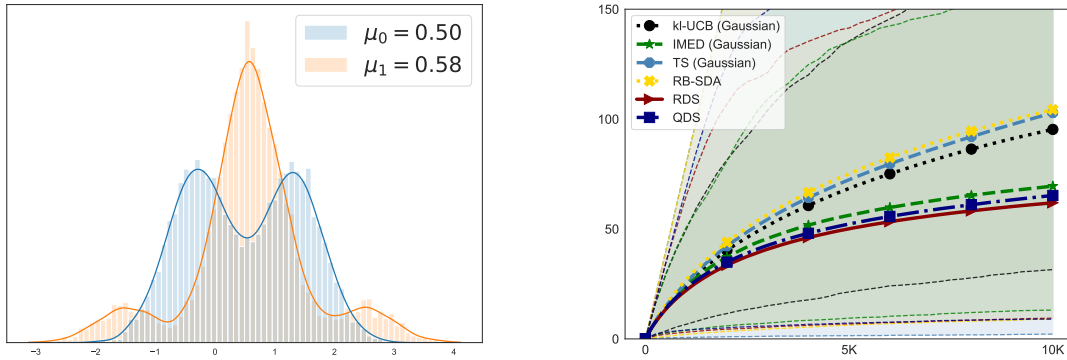 μ₀ = 0.50
μ₁ = 0.58
−3 −2 −1 0 1 2 3 4
150
100
50
0
kl-UCB (Gaussian)
IMED (Gaussian)
TS (Gaussian)
RB-SDA
RDS
QDS
0 5K 10K